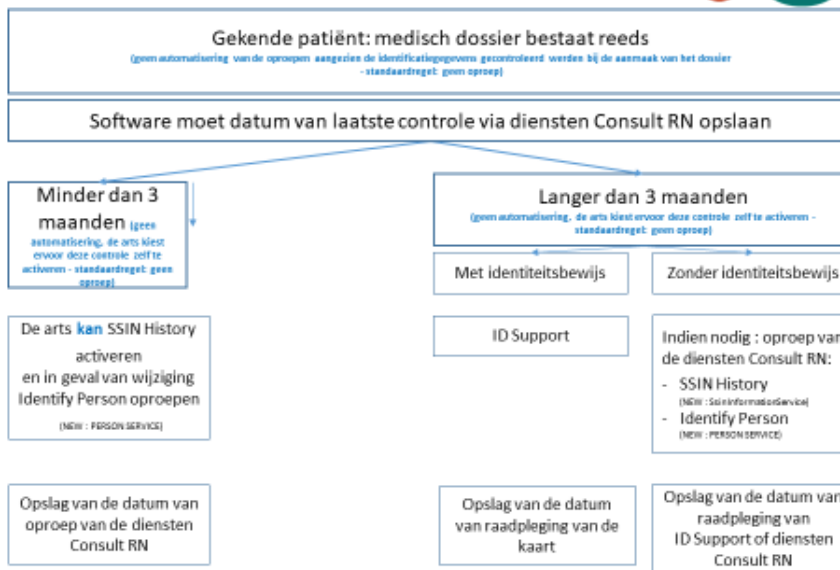 Gekende patiënt: medisch dossier bestaat reeds
(geen automatisering van de oproepen aangezien de identificatiegegevens gecontroleerd werden bij de aanmaak van het dossier
- standaardregel: geen oproep)
Software moet datum van laatste controle via diensten Consult RN opslaan
Minder dan 3
maanden (geen
automatisering, de arts kiest
ervoor deze controle zelf te
activeren - standaardregel: geen
oproep)
Langer dan 3 maanden
(geen automatisering, de arts kiest ervoor deze controle zelf te activeren -
standaardregel: geen oproep)
Met identiteitsbewijs
Zonder identiteitsbewijs
De arts kan SSIN History
activeren
en in geval van wijziging
Identify Person oproepen
(NEW : PERSON SERVICE)
ID Support
Indien nodig : oproep van
de diensten Consult RN:
- SSIN History
(NEW : SsinInformationService)
- Identify Person
(NEW : PERSON SERVICE)
Opslag van de datum van
oproep van de diensten
Consult RN
Opslag van de datum
van raadpleging van de
kaart
Opslag van de datum van
raadpleging van
ID Support of diensten
Consult RN